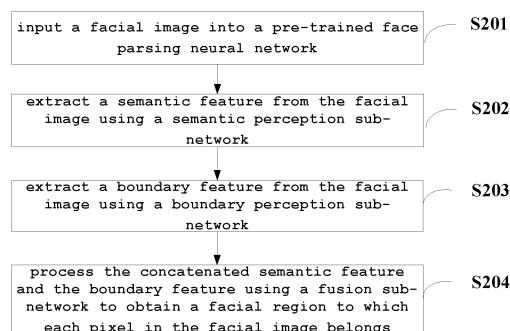 input a facial image into a pre-trained face
parsing neural network
S201
extract a semantic feature from the facial
image using a semantic perception sub-
network
S202
extract a boundary feature from the facial
image using a boundary perception sub-
network
S203
process the concatenated semantic feature
and the boundary feature using a fusion sub-
network to obtain a facial region to which
each pixel in the facial image belongs
S204